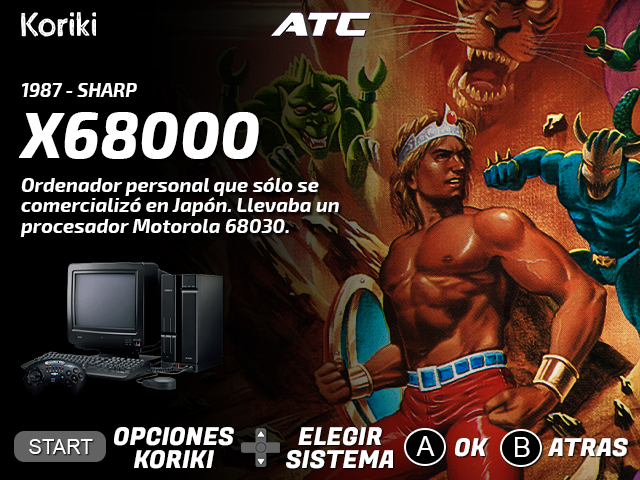 Koriki
ATC
1987 - SHARP
X68000
Ordenador personal que sólo se
comercializó en Japón. Llevaba un
procesador Motorola 68030.
START
OPCIONES
KORIKI
ELEGIR
SISTEMA
A
OK
B
ATRAS